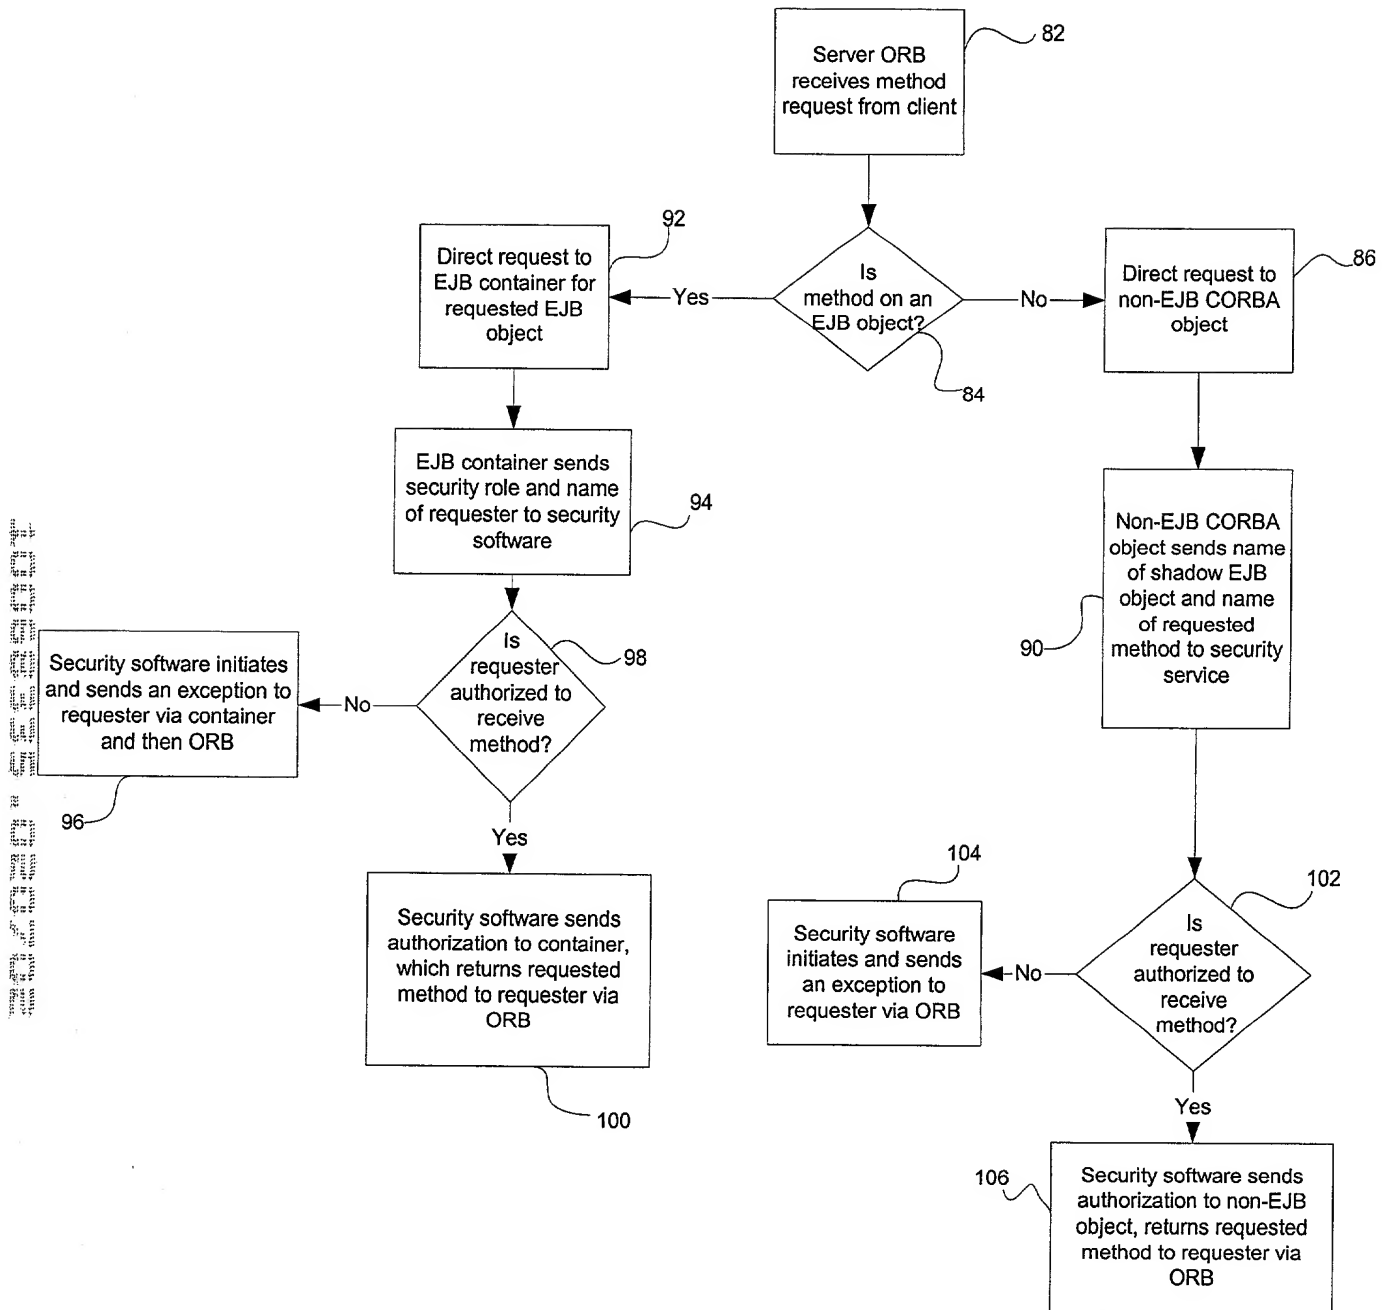 Server ORB
receives method
request from client
82
Is
method on an
EJB object?
84
Yes
No
Direct request to
EJB container for
requested EJB
object
92
Direct request to
non-EJB CORBA
object
86
EJB container sends
security role and name
of requester to security
software
94
Non-EJB CORBA
object sends name
of shadow EJB
object and name
of requested
method to security
service
90
Is
requester
authorized to
receive
method?
98
No
Security software initiates
and sends an exception to
requester via container
and then ORB
96
Yes
Security software sends
authorization to container,
which returns requested
method to requester via
ORB
100
Is
requester
authorized to
receive
method?
102
No
Security software
initiates and sends
an exception to
requester via ORB
104
Yes
Security software sends
authorization to non-EJB
object, returns requested
method to requester via
ORB
106